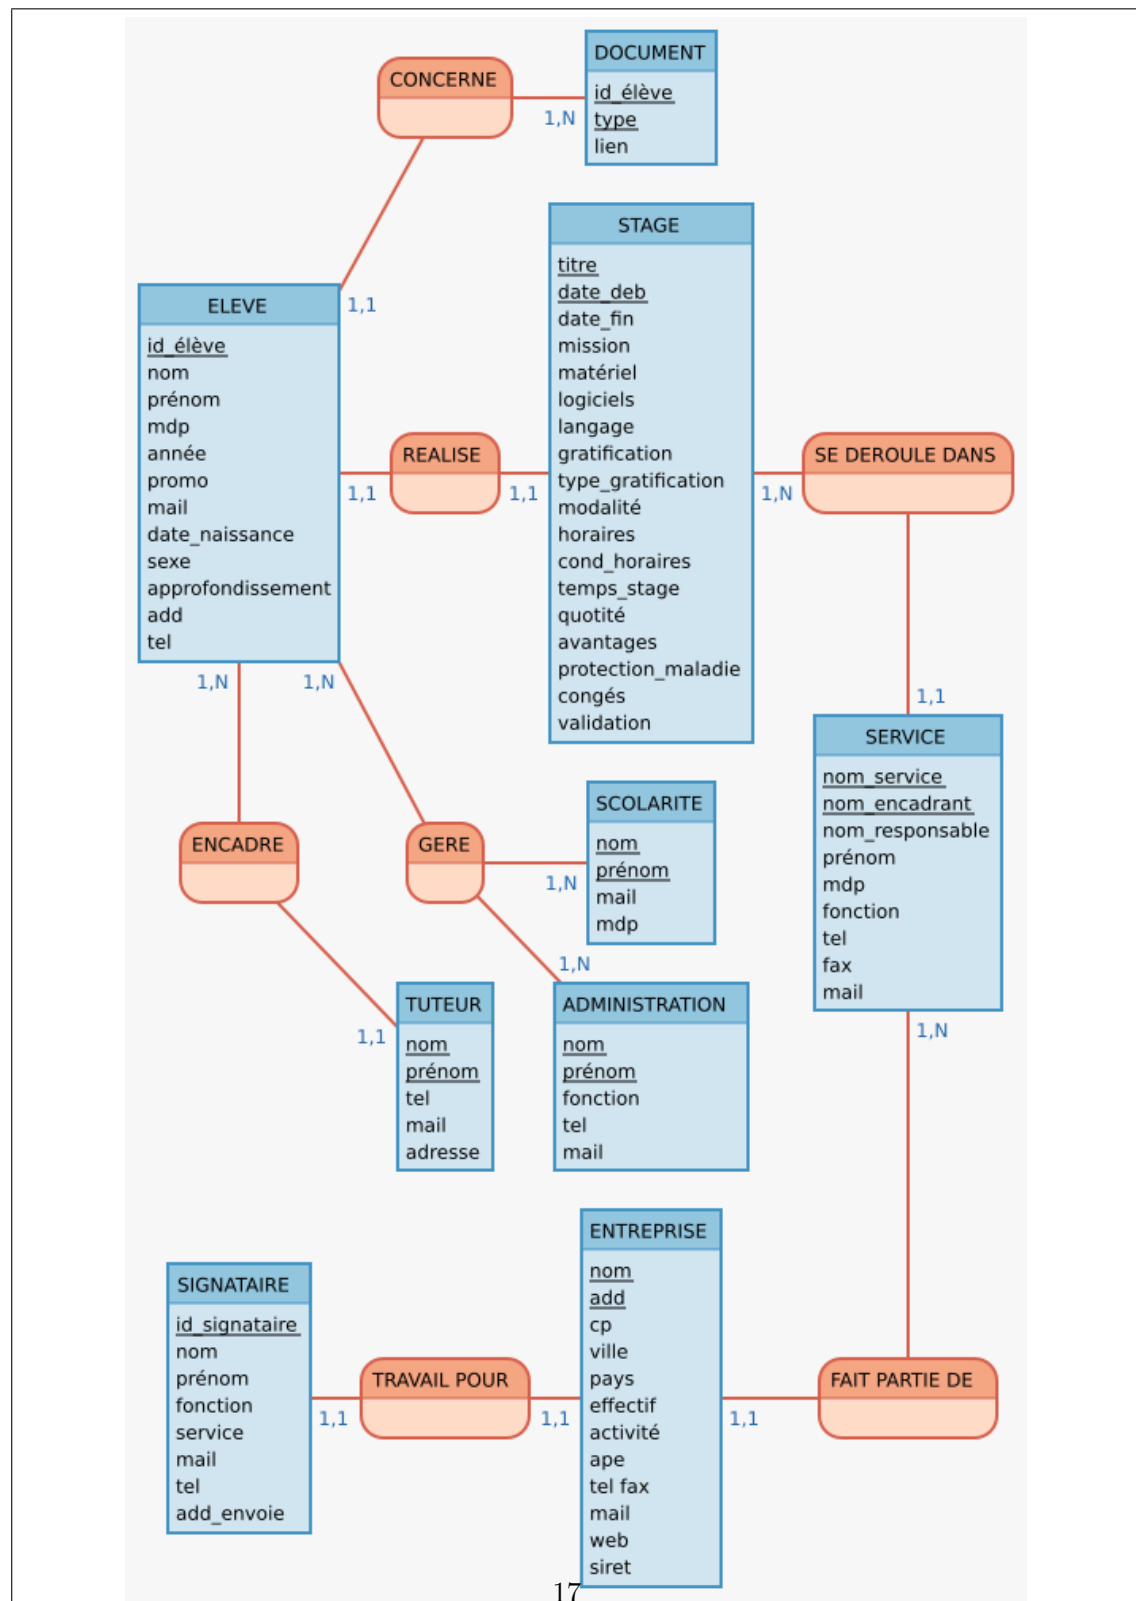 DOCUMENT
id_élève
type
lien
CONCERNE
1,N
1,1
STAGE
titre
date_deb
date_fin
mission
matériel
logiciels
langage
gratification
type_gratification
modalité
horaires
cond_horaires
temps_stage
quotité
avantages
protection_maladie
congés
validation
ELEVE
id_élève
nom
prénom
mdp
année
promo
mail
date_naissance
sexe
approfondissement
add
tel
REALISE
1,1
1,1
SE DEROULE DANS
1,N
1,1
1,N
1,N
SERVICE
nom_service
nom_encadrant
nom_responsable
prénom
mdp
fonction
tel
fax
mail
1,N
ENCADRE
GERE
SCOLARITE
nom
prénom
mail
mdp
1,N
1,N
1,1
TUTEUR
nom
prénom
tel
mail
adresse
ADMINISTRATION
nom
prénom
fonction
tel
mail
ENTREPRISE
nom
add
cp
ville
pays
effectif
activité
ape
tel fax
mail
web
siret
SIGNATAIRE
id_signataire
nom
prénom
fonction
service
mail
tel
add_envoie
TRAVAIL POUR
1,1
1,1
FAIT PARTIE DE
1,1
17